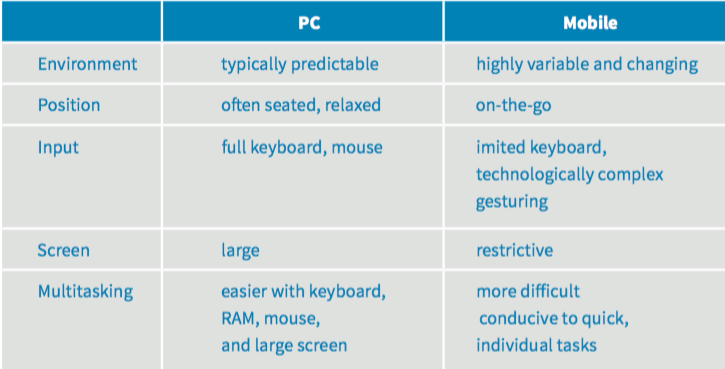 PC Mobile
Environment typically predictable highly variable and changing
Position often seated, relaxed on-the-go
Input full keyboard, mouse imited keyboard,
technologically complex
gesturing
Screen large restrictive
Multitasking easier with keyboard, more difficult
RAM, mouse, conducive to quick,
and large screen individual tasks